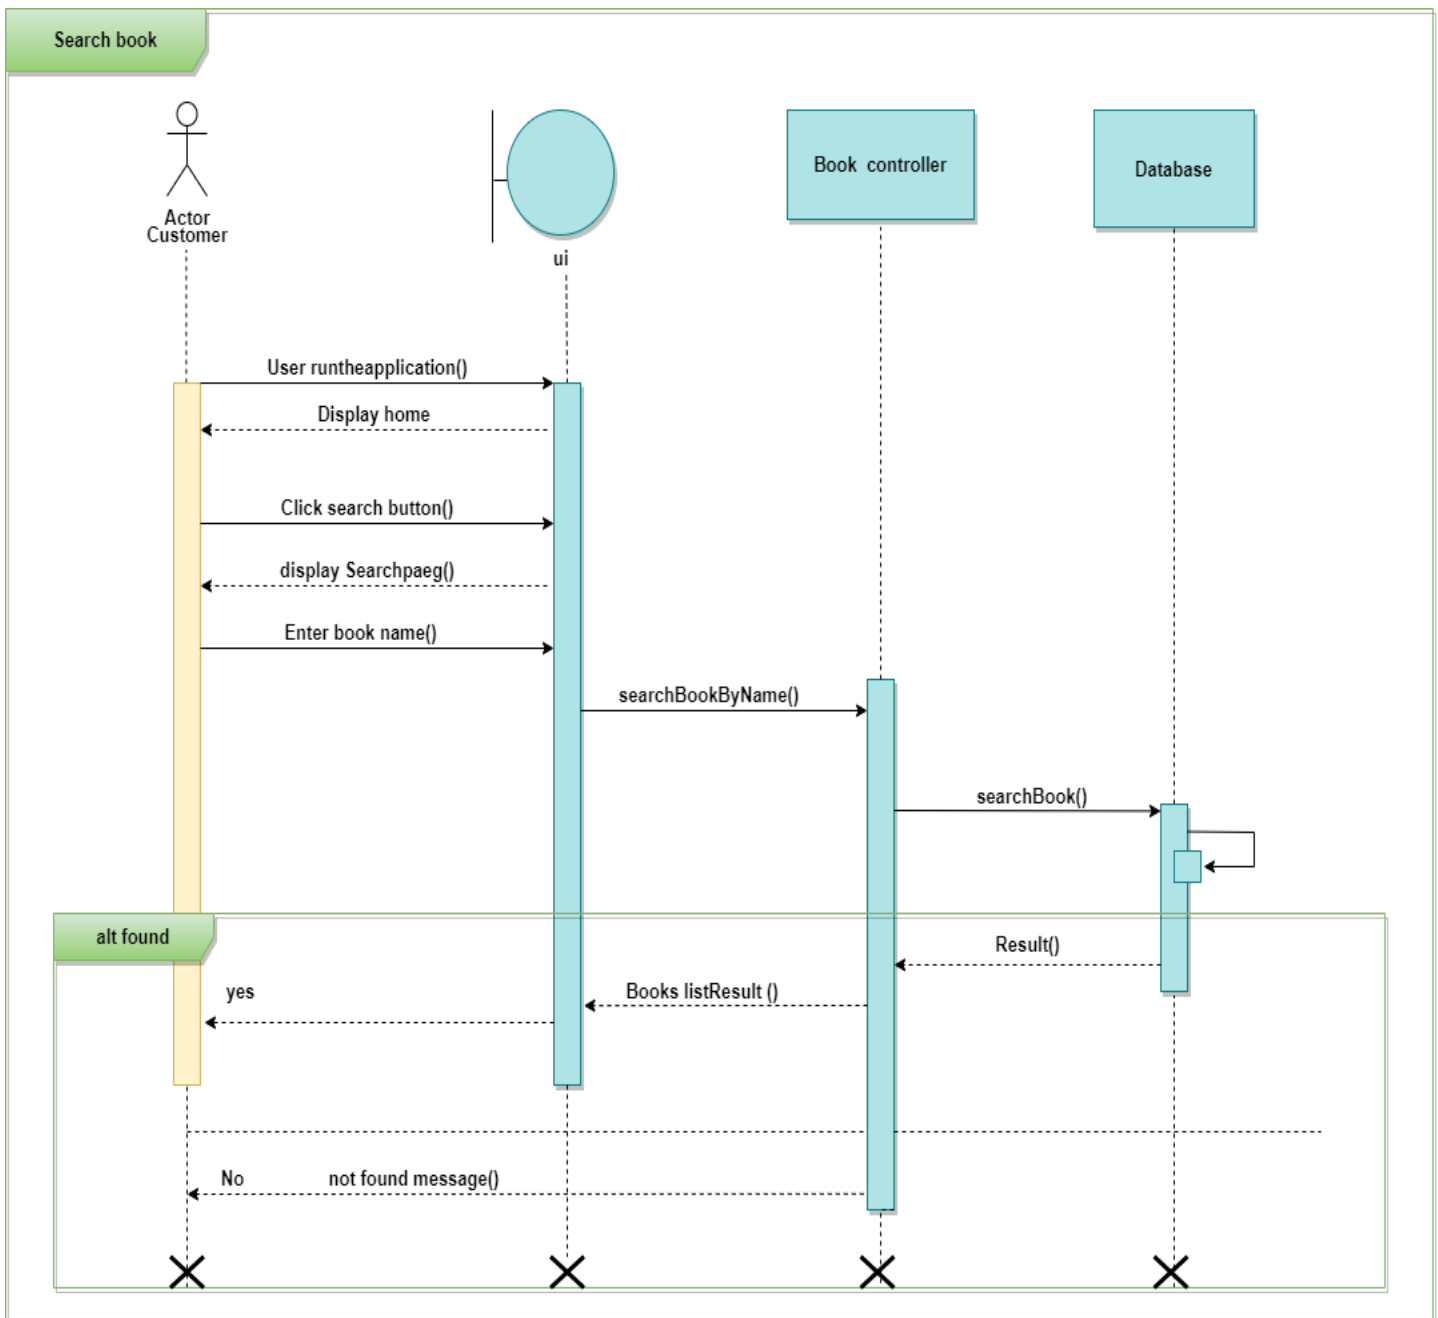 Search book
Actor
Customer
ui
Book controller
Database
User runtheapplication()
Display home
Click search button()
display Searchpaeg()
Enter book name()
searchBookByName()
searchBook()
alt found
Result()
yes
Books listResult ()
No
not found message()